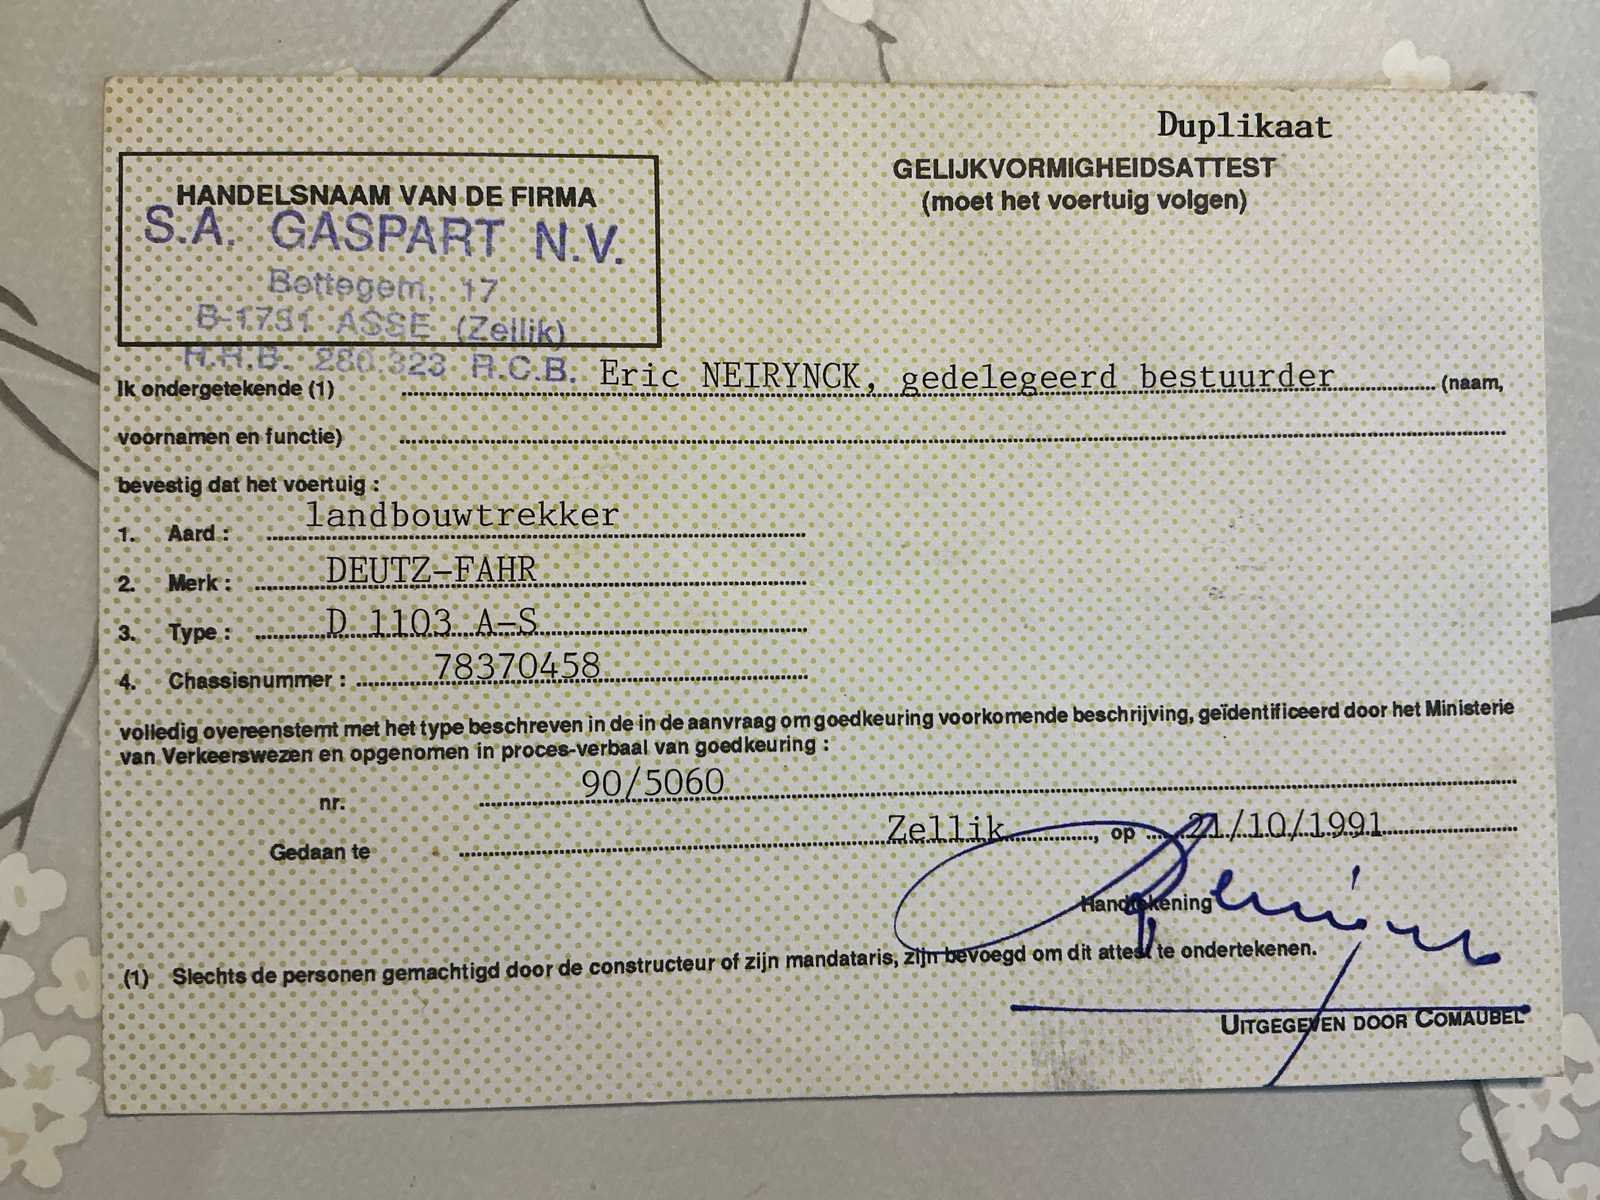 Duplikaat
GELIJKVORMIGHEIDSATTEST
(moet het voertuig volgen)
HANDELSNAAM VAN DE FIRMA
S.A. GASPART N.V.
Bettegem, 17
B-1731 ASSE (Zellik)
H.R.B. 280.323 R.C.B.
Ik ondergetekende (1) Eric NEIRYNCK, gedelegeerd bestuurder (naam,
voornamen en functie)
bevestig dat het voertuig :
1. Aard : landbouwtrekker
2. Merk : DEUTZ-FAHR
3. Type : D 1103 A-S
4. Chassisnummer : 78370458
volledig overeenstemt met het type beschreven in de in de aanvraag om goedkeuring voorkomende beschrijving, geïdentificeerd door het Ministerie
van Verkeerswezen en opgenomen in proces-verbaal van goedkeuring :
nr. 90/5060
Gedaan te Zellik, op 21/10/1991
Handtekening
(1) Slechts de personen gemachtigd door de constructeur of zijn mandataris, zijn bevoegd om dit attest te ondertekenen.
UITGEGEVEN DOOR COMAUBEL